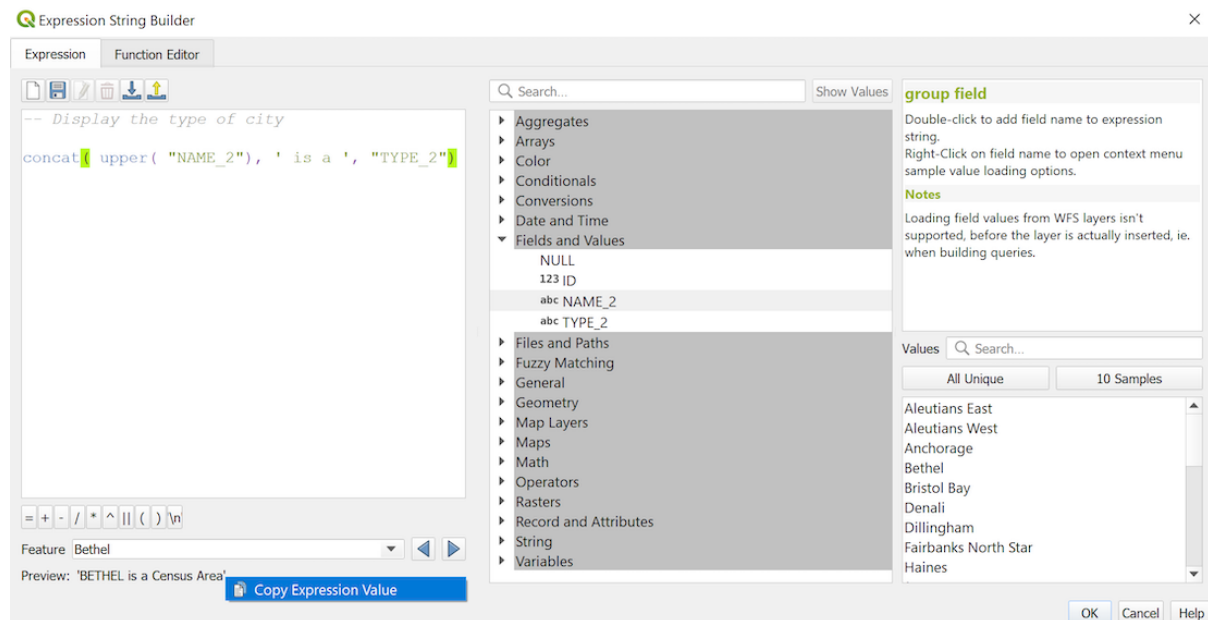 Expression String Builder
Expression
Function Editor
-- Display the type of city
concat( upper( "NAME_2"), ' is a ', "TYPE_2")
= + - / * ^ || ( ) \n
Feature Bethel
Preview: 'BETHEL is a Census Area'
Copy Expression Value
Search...
Show Values
Aggregates
Arrays
Color
Conditionals
Conversions
Date and Time
Fields and Values
NULL
123 ID
abc NAME_2
abc TYPE_2
Files and Paths
Fuzzy Matching
General
Geometry
Map Layers
Maps
Math
Operators
Rasters
Record and Attributes
String
Variables
group field
Double-click to add field name to expression
string.
Right-Click on field name to open context menu
sample value loading options.
Notes
Loading field values from WFS layers isn't
supported, before the layer is actually inserted, ie.
when building queries.
Values Search...
All Unique
10 Samples
Aleutians East
Aleutians West
Anchorage
Bethel
Bristol Bay
Denali
Dillingham
Fairbanks North Star
Haines
OK Cancel Help